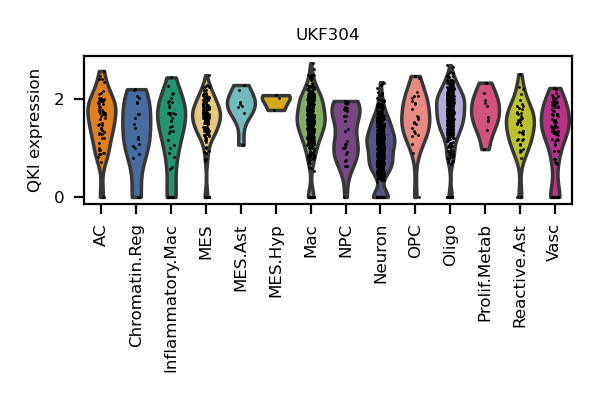 UKF304
QKI expression
2
0
AC
Chromatin.Reg
Inflammatory.Mac
MES
MES.Ast
MES.Hyp
Mac
NPC
Neuron
OPC
Oligo
Prolif.Metab
Reactive.Ast
Vasc